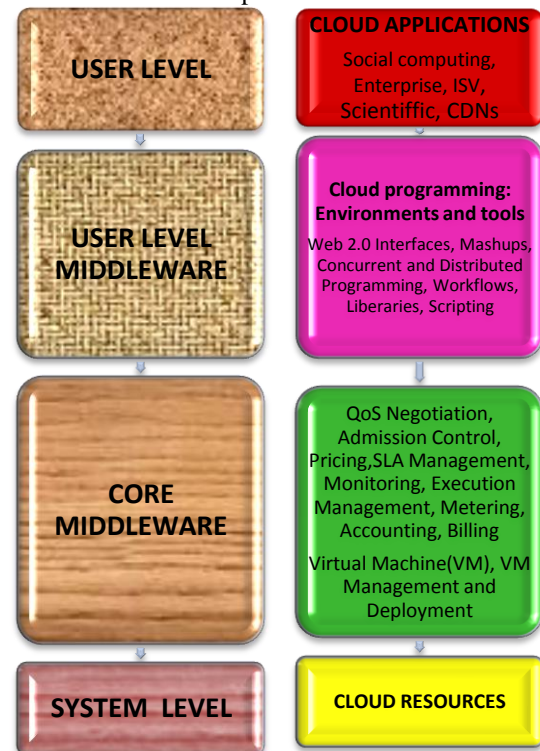 USER LEVEL
USER LEVEL
MIDDLEWARE
CORE
MIDDLEWARE
SYSTEM LEVEL
CLOUD APPLICATIONS
Social computing,
Enterprise, ISV,
Scientiffic, CDNs
Cloud programming:
Environments and tools
Web 2.0 Interfaces, Mashups,
Concurrent and Distributed
Programming, Workflows,
Liberaries, Scripting
QoS Negotiation,
Admission Control,
Pricing,SLA Management,
Monitoring, Execution
Management, Metering,
Accounting, Billing
Virtual Machine(VM), VM
Management and
Deployment
CLOUD RESOURCES